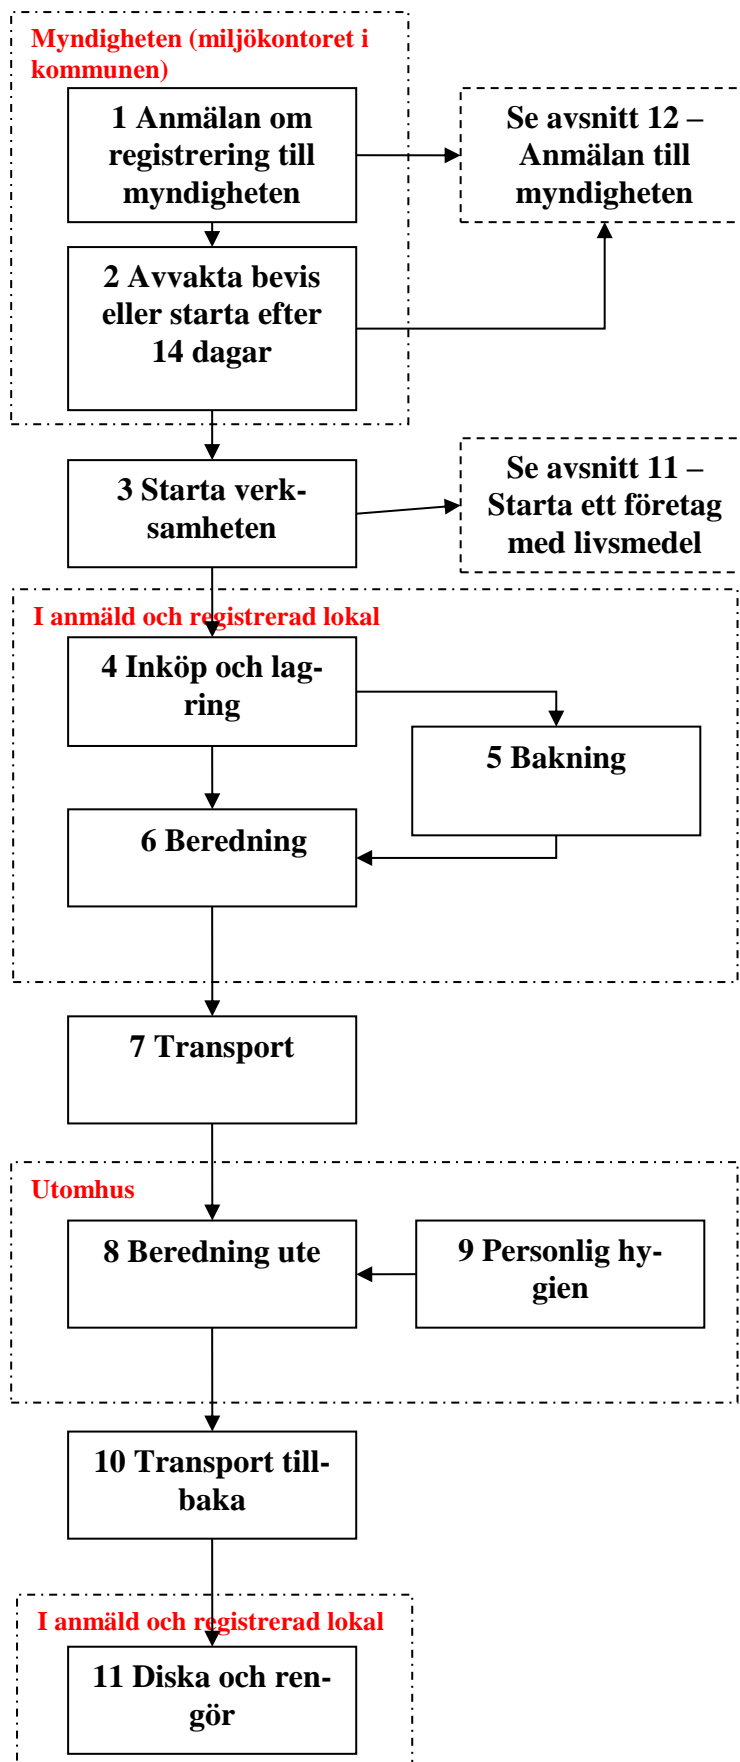 Myndigheten (miljökontoret i
kommunen)
1 Anmälan om
registrering till
myndigheten
Se avsnitt 12 –
Anmälan till
myndigheten
2 Avvakta bevis
eller starta efter
14 dagar
3 Starta verk-
samheten
Se avsnitt 11 –
Starta ett företag
med livsmedel
I anmäld och registrerad lokal
4 Inköp och lag-
ring
5 Bakning
6 Beredning
7 Transport
Utomhus
8 Beredning ute
9 Personlig hy-
gien
10 Transport till-
baka
I anmäld och registrerad lokal
11 Diska och ren-
gör